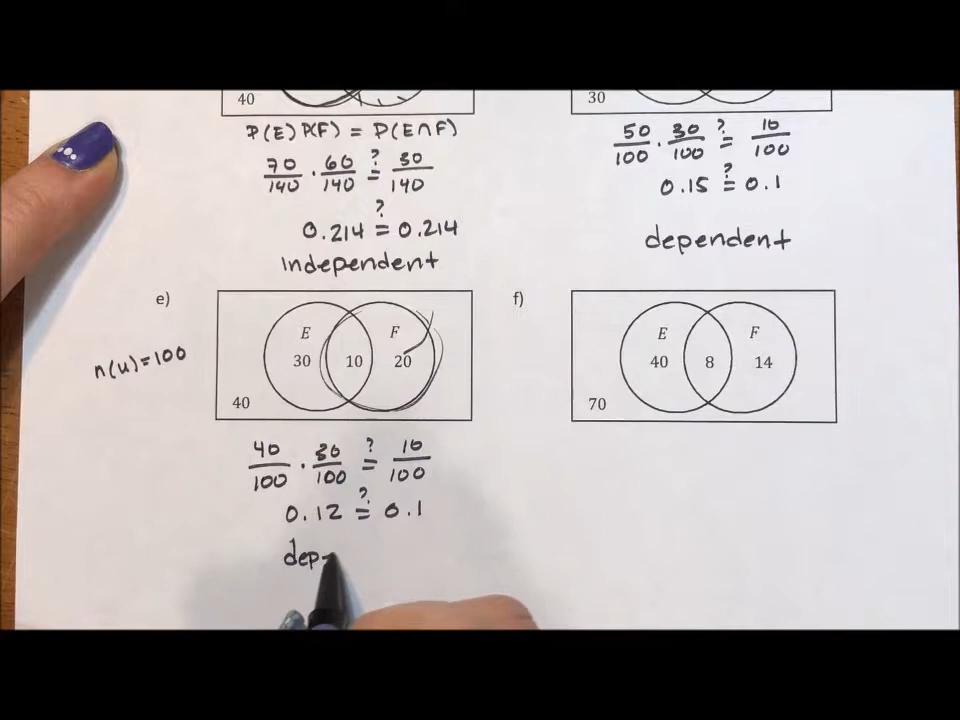 40
P(E) P(F) = P(E∩F)
70/140 · 60/140 ?= 30/140
0.214 ?= 0.214
independent
30
50/100 · 30/100 ?= 10/100
0.15 ?= 0.1
dependent
e)
n(u)=100
E F
30 10 20
40
40/100 · 30/100 ?= 10/100
0.12 ?= 0.1
dep
f)
E F
40 8 14
70